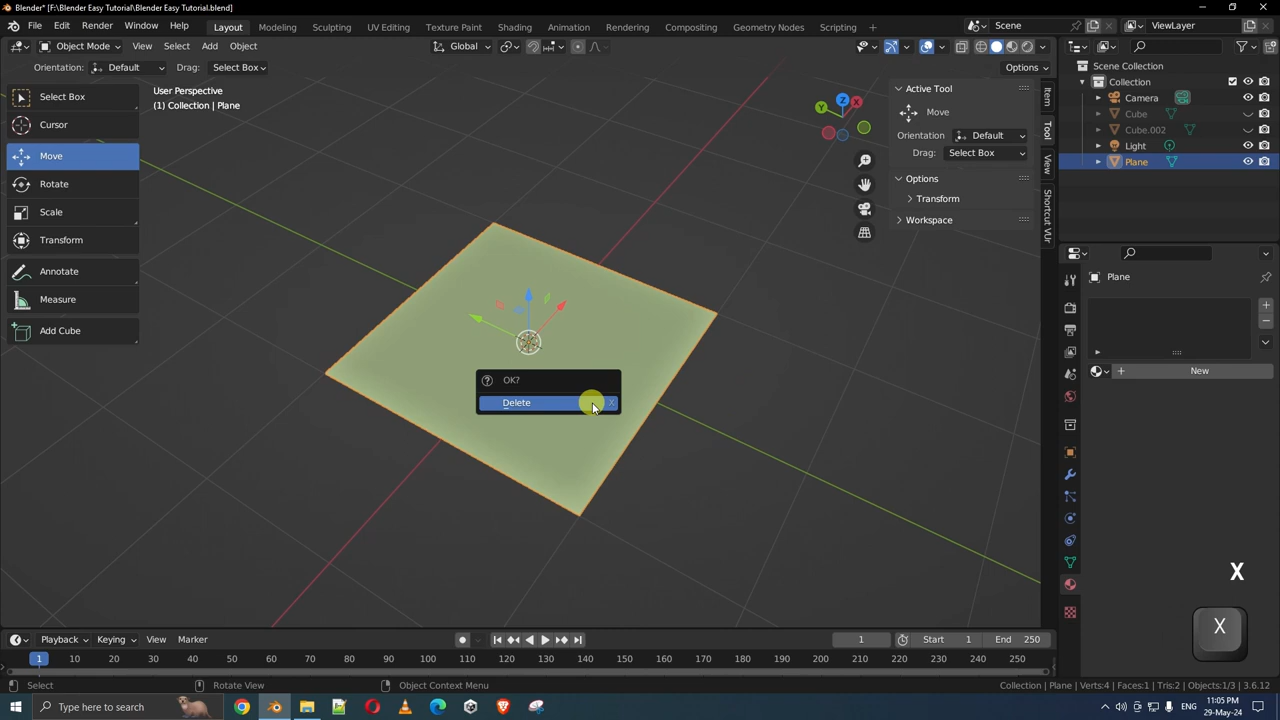 Blender* [F:\Blender Easy Tutorial\Blender Easy Tutorial.blend]
File Edit Render Window Help Layout Modeling Sculpting UV Editing Texture Paint Shading Animation Rendering Compositing Geometry Nodes Scripting Scene ViewLayer
Object Mode View Select Add Object Global
Orientation: Default Drag: Select Box Options
User Perspective
(1) Collection | Plane
Select Box
Cursor
Move
Rotate
Scale
Transform
Annotate
Measure
Add Cube
OK?
Delete X
Y Z X
Active Tool
Move
Orientation Default
Drag: Select Box
Options
Transform
Workspace
Item
Tool
View
Shortcut VUr
Scene Collection
Collection
Camera
Cube
Cube.002
Light
Plane
Plane
New
X
X
Playback Keying View Marker 1 Start 1 End 250
1 10 20 30 40 50 60 70 80 90 100 110 120 130 140 150 160 170 180 190 200 210 220 230 240 250
Select Rotate View Object Context Menu Collection | Plane | Verts:4 | Faces:1 | Tris:2 | Objects:1/3 | 3.6.12
Type here to search
11:05 PM
29-May-24